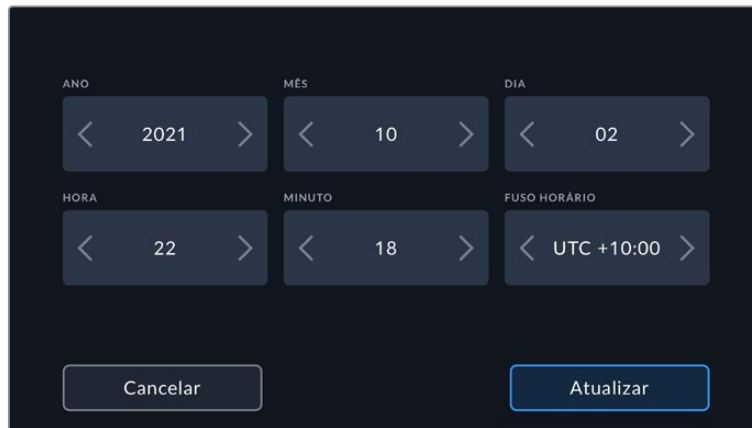 ANO MÊS DIA
2021 10 02
HORA MINUTO FUSO HORÁRIO
22 18 UTC +10:00
Cancelar Atualizar